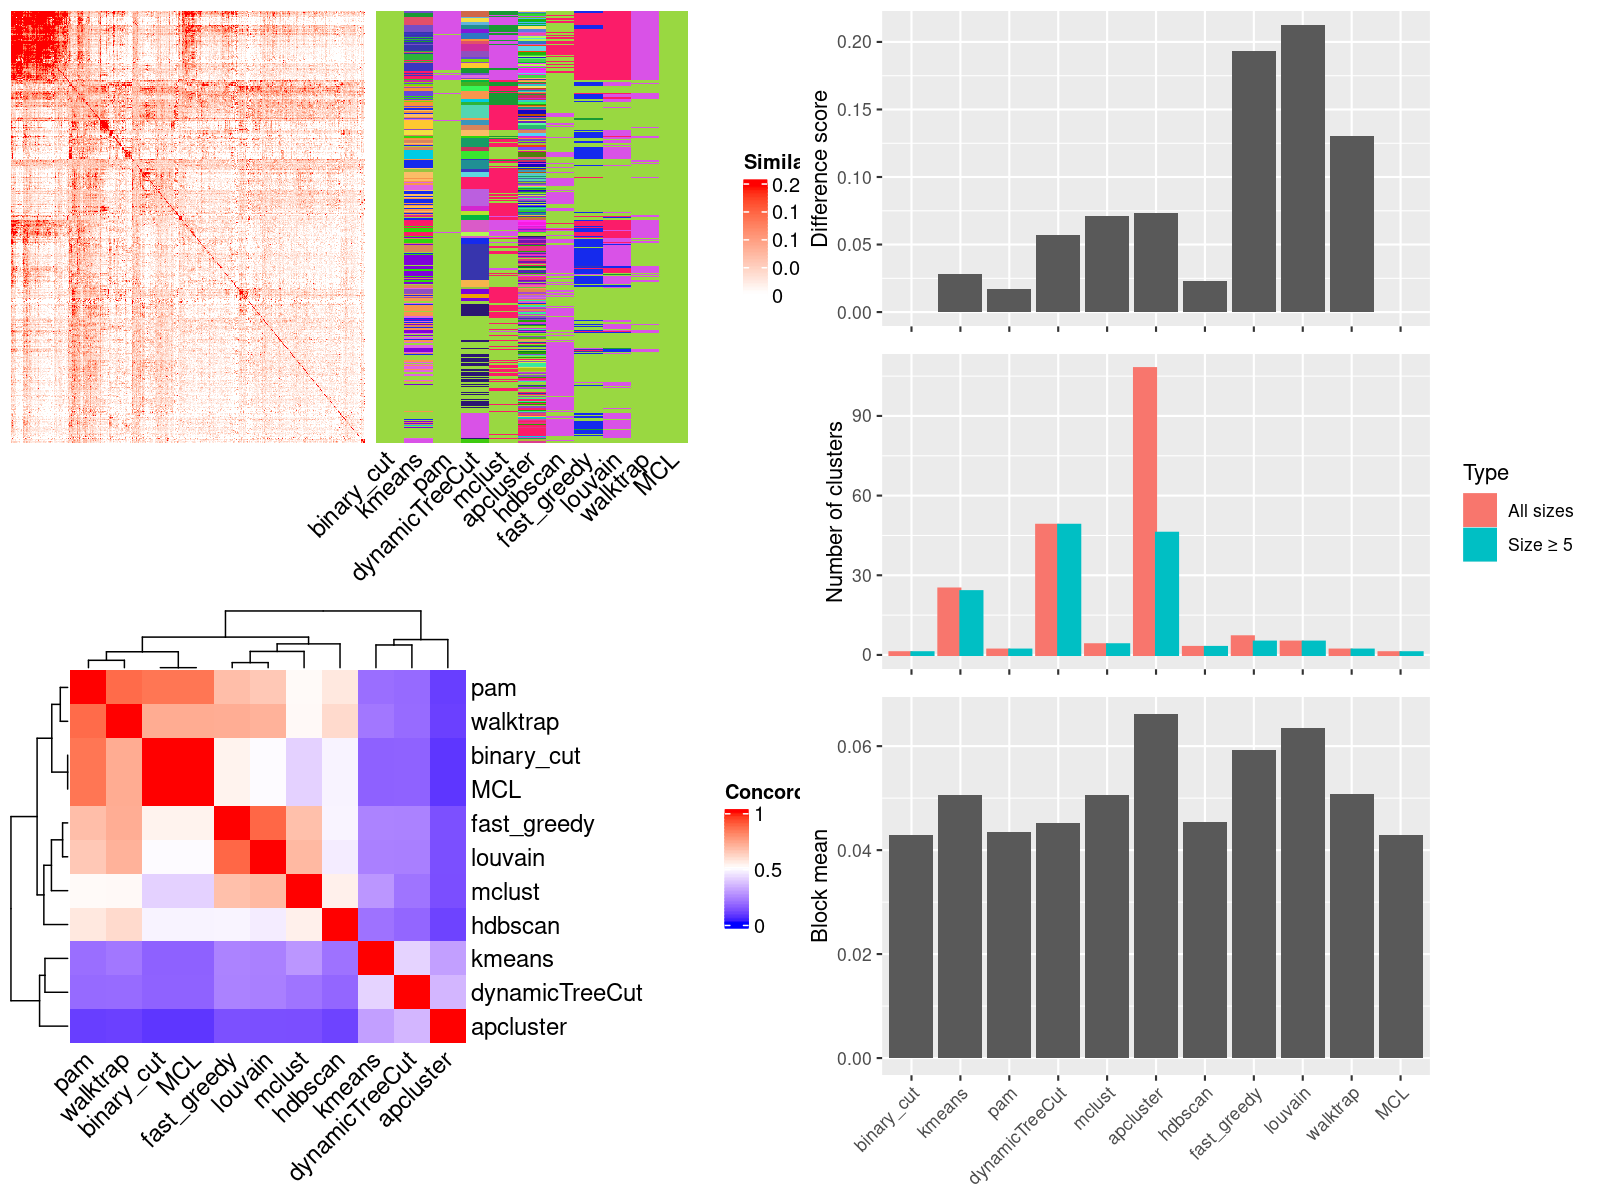 Simila
0.2
0.1
0.1
0.0
0
binary_cut
kmeans
pam
dynamicTreeCut
mclust
apcluster
hdbscan
fast_greedy
louvain
walktrap
MCL
pam
walktrap
binary_cut
MCL
fast_greedy
louvain
mclust
hdbscan
kmeans
dynamicTreeCut
apcluster
Concord
1
0.5
0
pam
walktrap
binary_cut
MCL
fast_greedy
louvain
mclust
hdbscan
kmeans
dynamicTreeCut
apcluster
Difference score
0.20
0.15
0.10
0.05
0.00
Number of clusters
90
60
30
0
Type
All sizes
Size ≥ 5
Block mean
0.06
0.04
0.02
0.00
binary_cut
kmeans
pam
dynamicTreeCut
mclust
apcluster
hdbscan
fast_greedy
louvain
walktrap
MCL